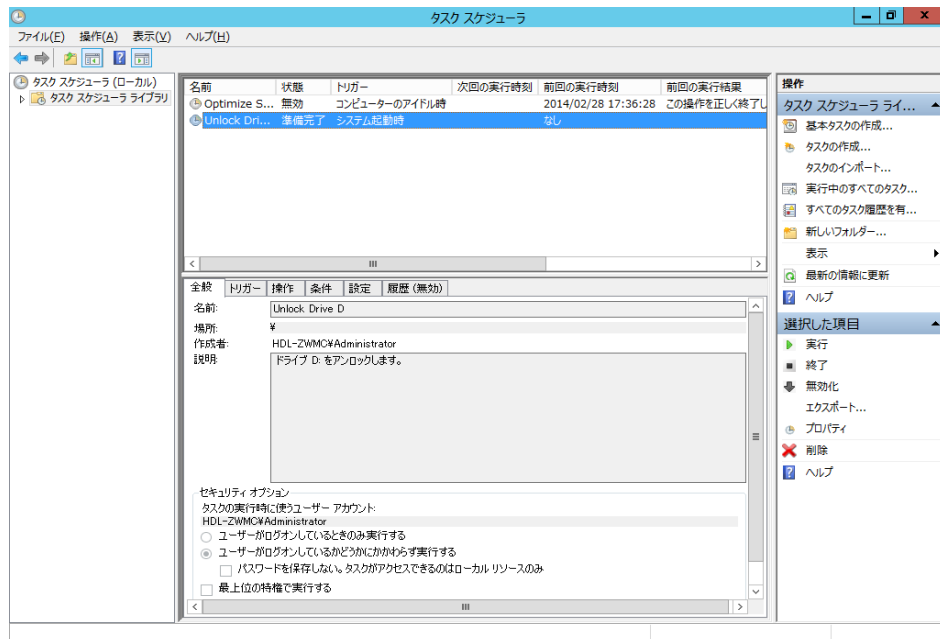 タスク スケジューラ
ファイル(F) 操作(A) 表示(V) ヘルプ(H)
タスク スケジューラ (ローカル)
タスク スケジューラ ライブラリ
名前 状態 トリガー 次回の実行時刻 前回の実行時刻 前回の実行結果
Optimize S... 無効 コンピューターのアイドル時 2014/02/28 17:36:28 この操作を正しく終了し
Unlock Dri... 準備完了 システム起動時 なし
全般 トリガー 操作 条件 設定 履歴 (無効)
名前: Unlock Drive D
場所: ¥
作成者: HDL-ZWMC¥Administrator
説明: ドライブ D: をアンロックします。
セキュリティ オプション
タスクの実行時に使うユーザー アカウント:
HDL-ZWMC¥Administrator
ユーザーがログオンしているときのみ実行する
ユーザーがログオンしているかどうかにかかわらず実行する
パスワードを保存しない。タスクがアクセスできるのはローカル リソースのみ
最上位の特権で実行する
操作
タスク スケジューラ ライ...
基本タスクの作成...
タスクの作成...
タスクのインポート...
実行中のすべてのタスク...
すべてのタスク履歴を有...
新しいフォルダー...
表示
最新の情報に更新
ヘルプ
選択した項目
実行
終了
無効化
エクスポート...
プロパティ
削除
ヘルプ